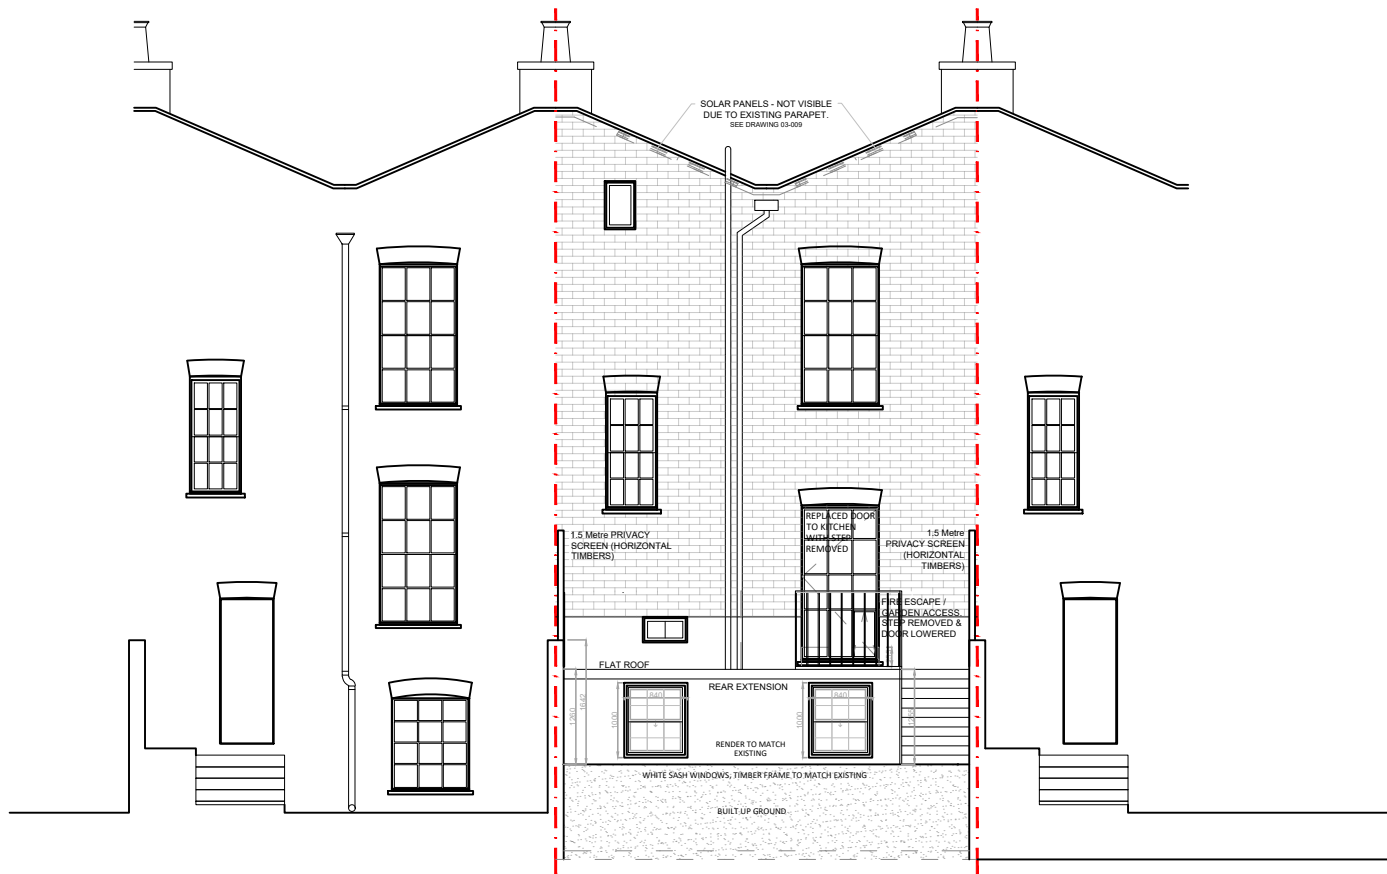 SOLAR PANELS - NOT VISIBLE
DUE TO EXISTING PARAPET.
SEE DRAWING 03-009
REPLACED DOOR
TO KITCHEN
WITH STEP
REMOVED
1.5 Metre PRIVACY
SCREEN (HORIZONTAL
TIMBERS)
1.5 Metre
PRIVACY SCREEN
(HORIZONTAL
TIMBERS)
FIRE ESCAPE /
GARDEN ACCESS.
STEP REMOVED &
DOOR LOWERED
FLAT ROOF
REAR EXTENSION
840
840
1260
1642
1000
1000
RENDER TO MATCH
EXISTING
WHITE SASH WINDOWS, TIMBER FRAME TO MATCH EXISTING
BUILT UP GROUND